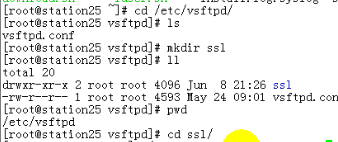 [root@station25 ~]# cd /etc/vsftpd/
[root@station25 vsftpd]# ls
vsftpd.conf
[root@station25 vsftpd]# mkdir ssl
[root@station25 vsftpd]# ll
total 20
drwxr-xr-x 2 root root 4096 Jun  8 21:26 ssl
-rw-r--r-- 1 root root 4593 May 24 09:01 vsftpd.con
[root@station25 vsftpd]# pwd
/etc/vsftpd
[root@station25 vsftpd]# cd ssl/